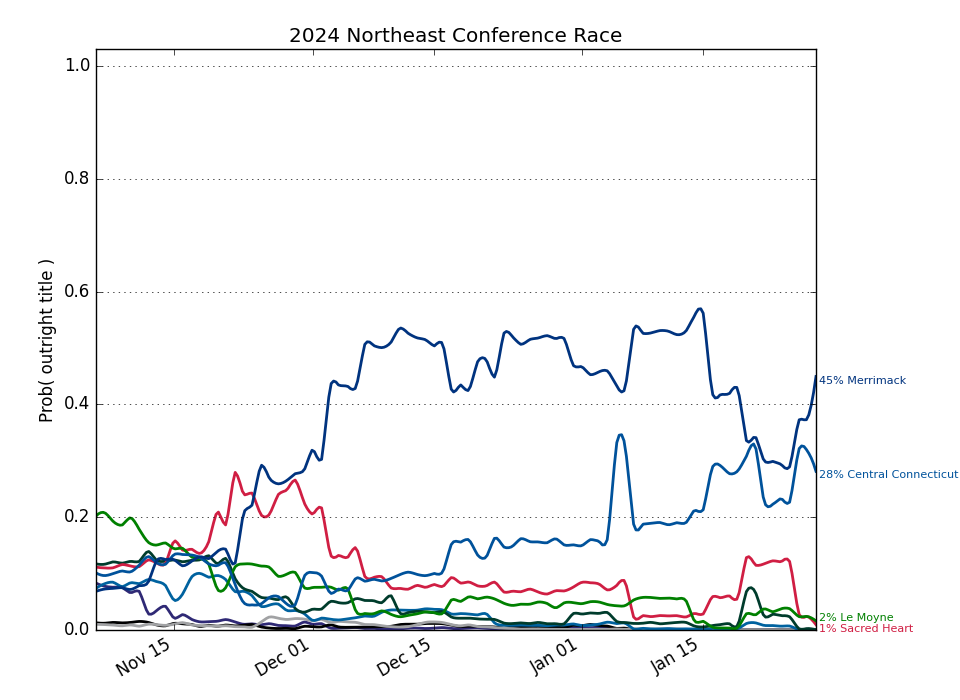 2024 Northeast Conference Race
Prob( outright title )
1.0
0.8
0.6
0.4
0.2
0.0
45% Merrimack
28% Central Connecticut
2% Le Moyne
1% Sacred Heart
Nov 15
Dec 01
Dec 15
Jan 01
Jan 15